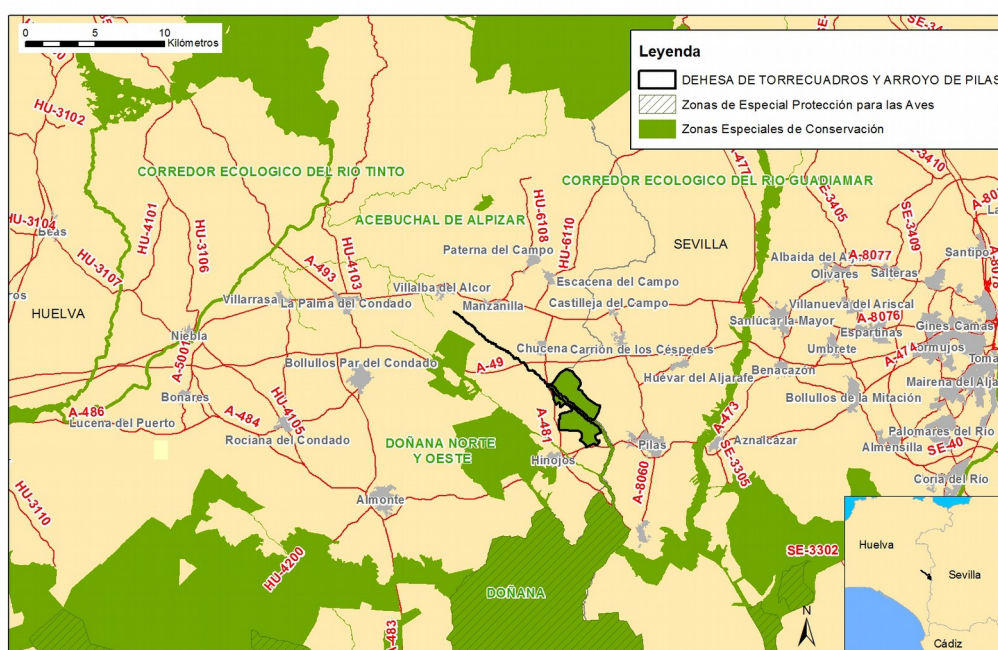 0 5 10
Kilómetros
Leyenda
DEHESA DE TORRECUADROS Y ARROYO DE PILAS
Zonas de Especial Protección para las Aves
Zonas Especiales de Conservación
HU-3102
SE-3410
A-477
CORREDOR ECOLOGICO DEL RIO TINTO
CORREDOR ECOLOGICO DEL RIO GUADIAMAR
SE-3405
HU-4101
HU-3104
Beas
HU-3106
ACEBUCHAL DE ALPIZAR
HU-6108
HU-6110
SE-3409
SEVILLA
Paterna del Campo
HU-3107
A-493
HU-4103
Albaida del
A-8077
Santipo
Olivares
Salteras
Escacena del Campo
Villarrasa
La Palma del Condado
Villalba del Alcor
Manzanilla
Castilleja del Campo
Villanueva del Ariscal
HUELVA
Sanlúcar la Mayor
A-8076
Espartinas
Gines
Camas
Niebla
Chucena
Carrión de los Céspedes
Umbrete
A-474
A-5001
Bollullos Par del Condado
A-49
Huévar del Aljarafe
Benacazón
Mairena del Alja
Bonares
Bollullos de la Mitación
A-486
Lucena del Puerto
A-484
HU-4105
A-481
A-473
Palomares del Rio
Rociana del Condado
DOÑANA NORTE
Y OESTE
Pilas
Aznalcazar
Almensilla
SE-40
Hinojos
A-8060
SE-3305
Coria del Río
HU-3110
Almonte
HU-4200
SE-3302
Huelva
Sevilla
DOÑANA
N
A-483
Cádiz